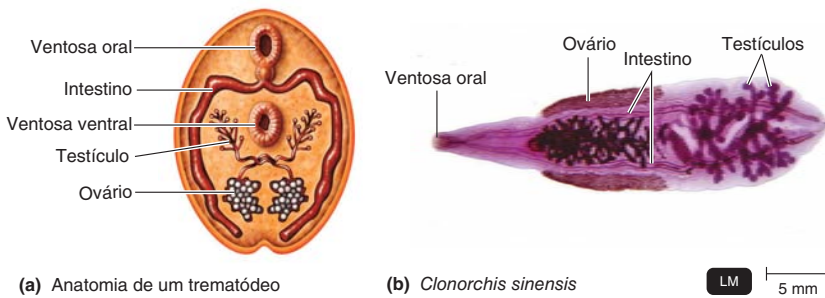 Ventosa oral
Intestino
Ventosa ventral
Testículo
Ovário
(a) Anatomia de um trematódeo
Ventosa oral
Ovário
Intestino
Testículos
(b) Clonorchis sinensis
LM
5 mm